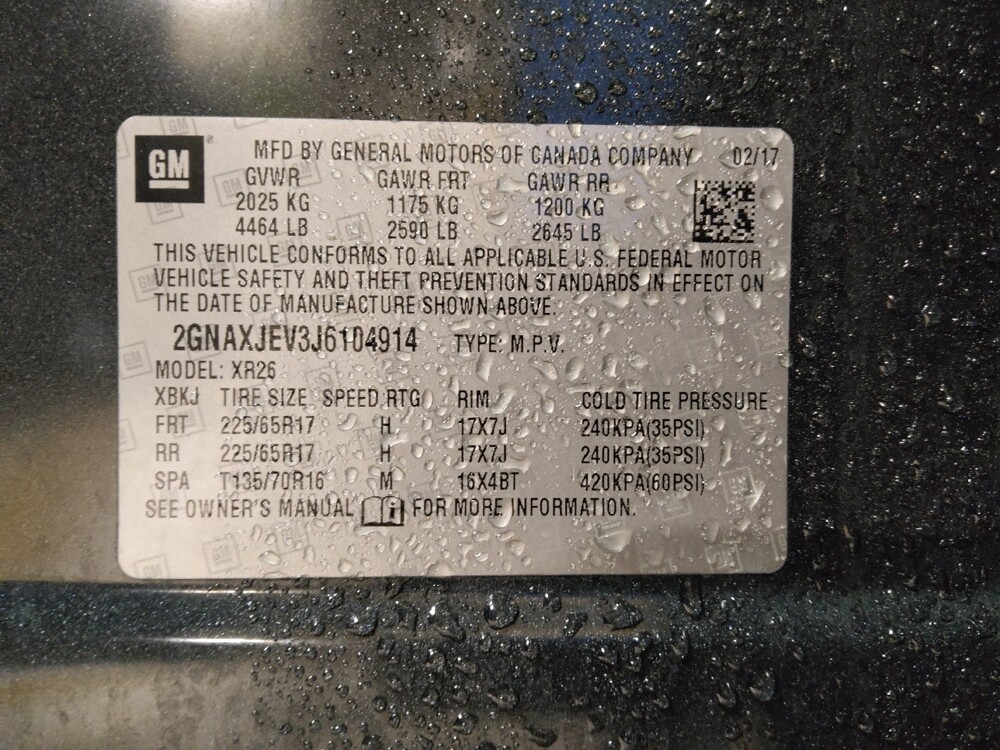 GM ® MFD BY GENERAL MOTORS OF CANADA COMPANY 02/17
GVWR GAWR FRT GAWR RR
2025 KG 1175 KG 1200 KG
4464 LB 2590 LB 2645 LB
THIS VEHICLE CONFORMS TO ALL APPLICABLE U.S. FEDERAL MOTOR
VEHICLE SAFETY AND THEFT PREVENTION STANDARDS IN EFFECT ON
THE DATE OF MANUFACTURE SHOWN ABOVE.
2GNAXJEV3J6104914 TYPE: M.P.V.
MODEL: XR26
XBKJ TIRE SIZE SPEED RTG RIM COLD TIRE PRESSURE
FRT 225/65R17 H 17X7J 240KPA(35PSI)
RR 225/65R17 H 17X7J 240KPA(35PSI)
SPA T135/70R16 M 16X4BT 420KPA(60PSI)
SEE OWNER'S MANUAL i FOR MORE INFORMATION.